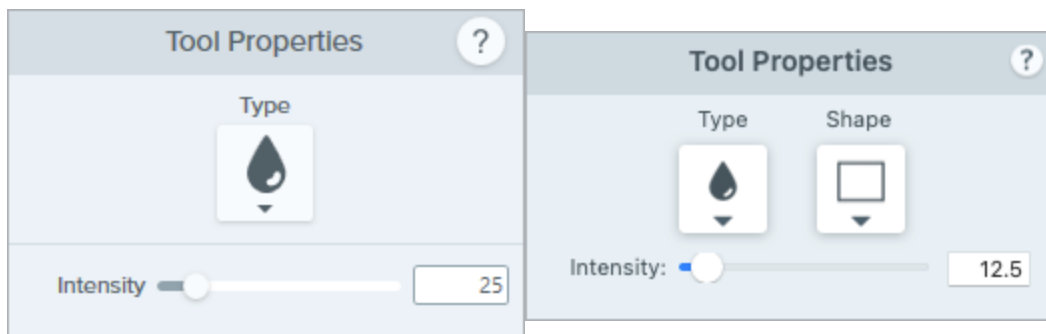 Tool Properties ?
Type
Intensity 25
Tool Properties ?
Type Shape
Intensity: 12.5